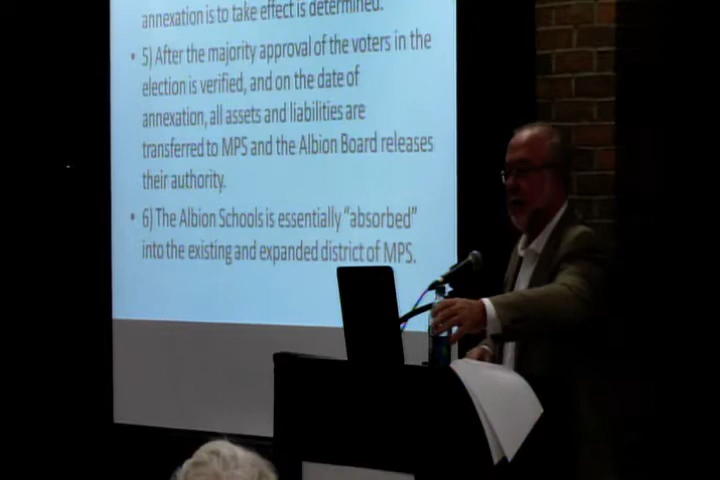 annexation is to take effect is determined.
• 5) After the majority approval of the voters in the
election is verified, and on the date of
annexation, all assets and liabilities are
transferred to MPS and the Albion Board releases
their authority.
• 6) The Albion Schools is essentially “absorbed”
into the existing and expanded district of MPS.